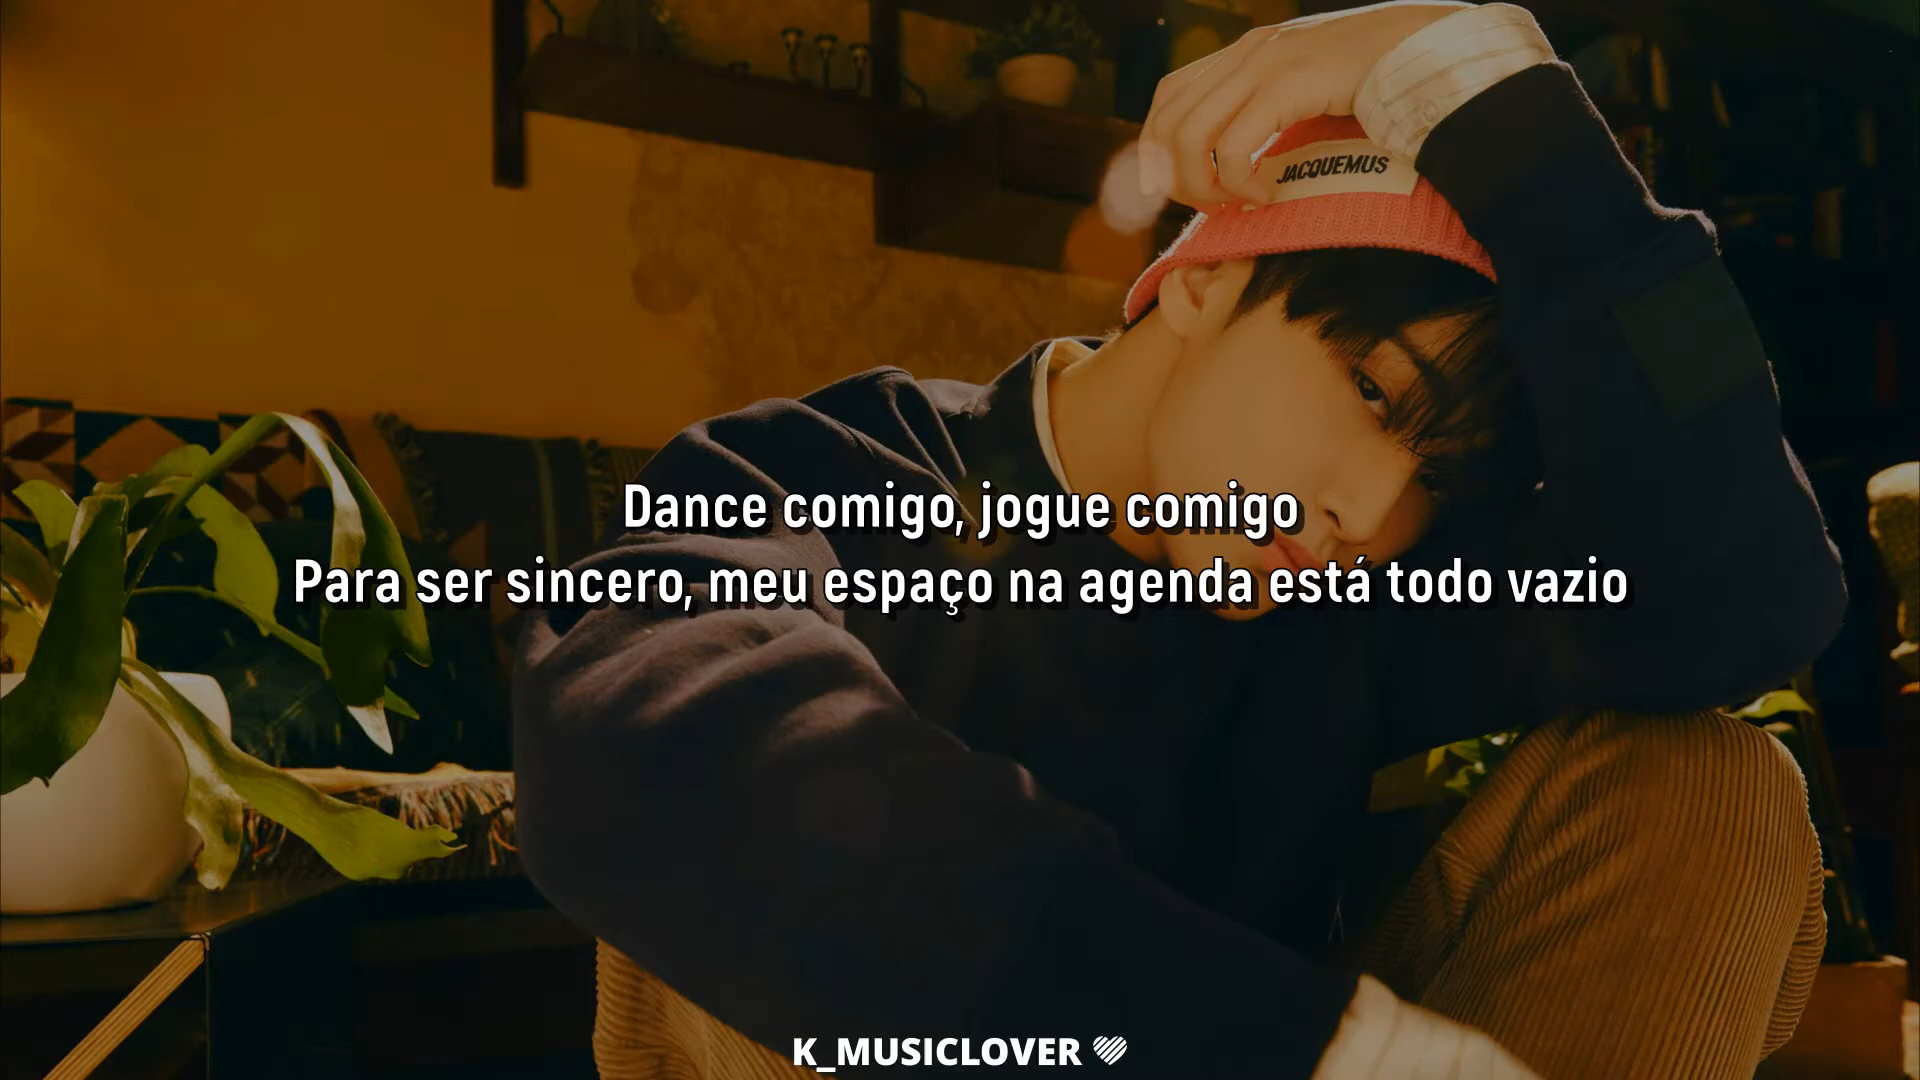 JACQUEMUS
Dance comigo, jogue comigo
Para ser sincero, meu espaço na agenda está todo vazio
K_MUSICLOVER